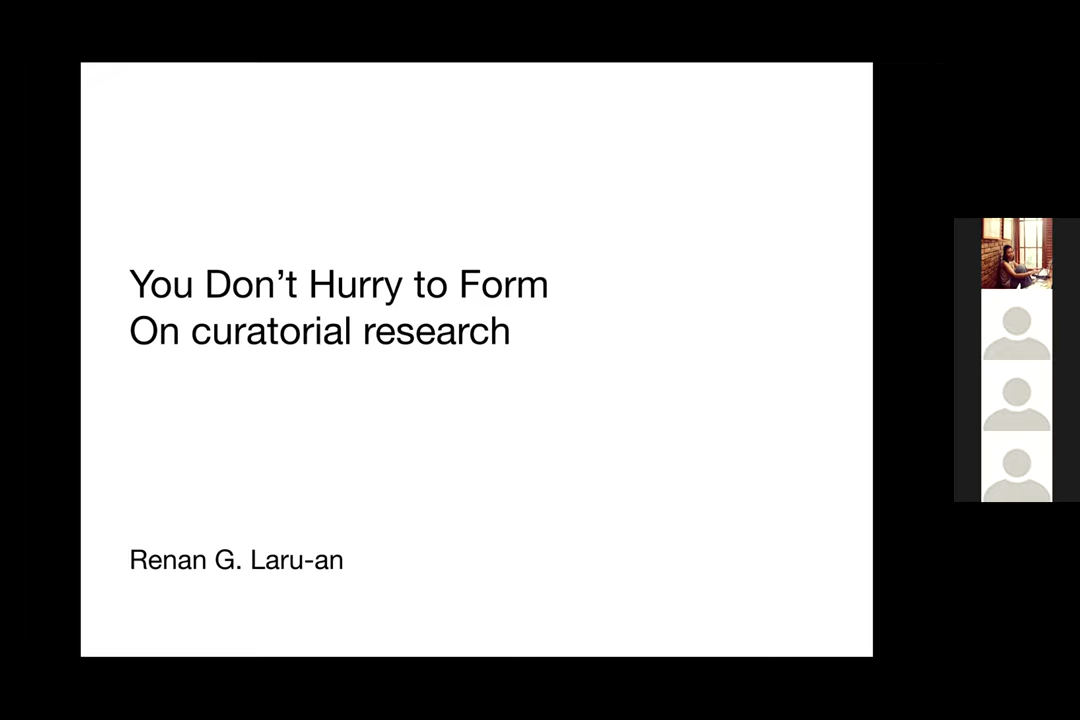 You Don’t Hurry to Form
On curatorial research
Renan G. Laru-an